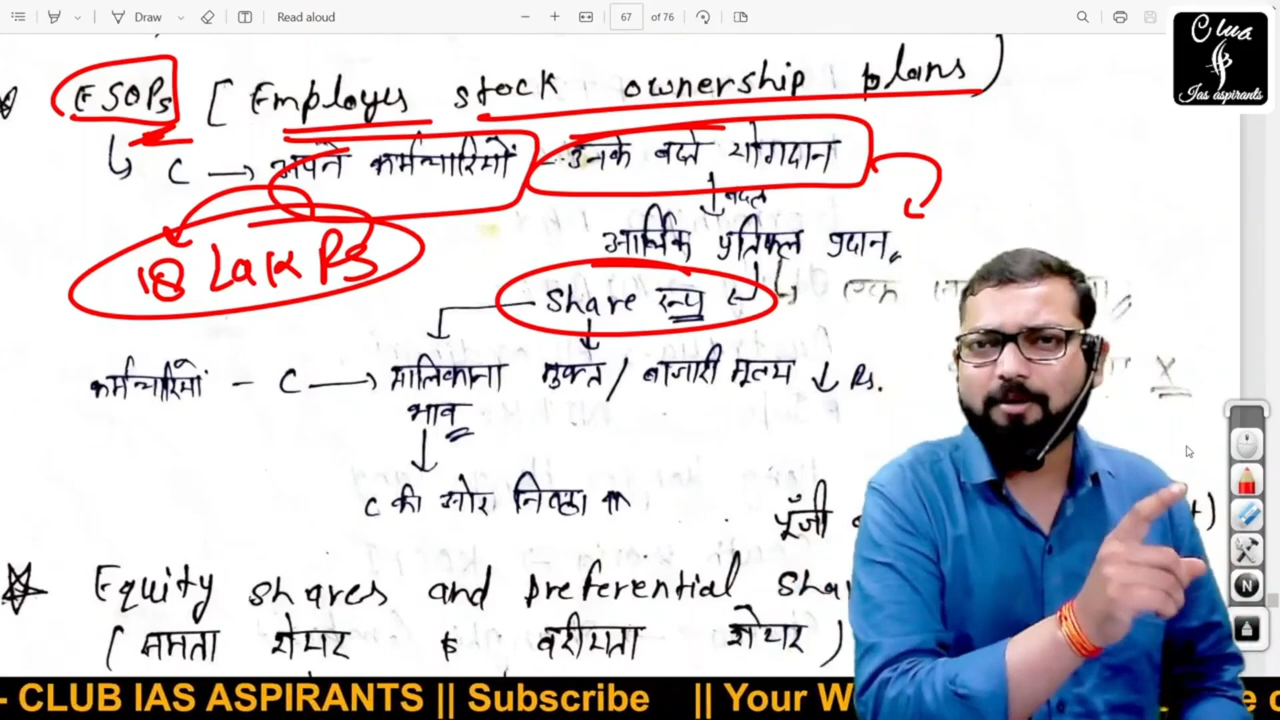 Draw
Read aloud
67 of 76
Clua
Ias aspirants
ESOPs [ Employes stock ownership plans )
↳ C → अपने कर्मचारियों - उनके बदले योगदान
↓ बदले
आर्थिक प्रतिफल प्रदान,,
18 Lakh Rs
Share रूप
कर्मचारियों - C → मालिकाना मुक्त / बाजारी मूल्य ↓ Rs.
भाव
↓
C की ओर निष्ठा
पूँजी
Equity shares and preferential Sha
( समता शेयर & वरीयता शेयर )
- CLUB IAS ASPIRANTS || Subscribe || Your W